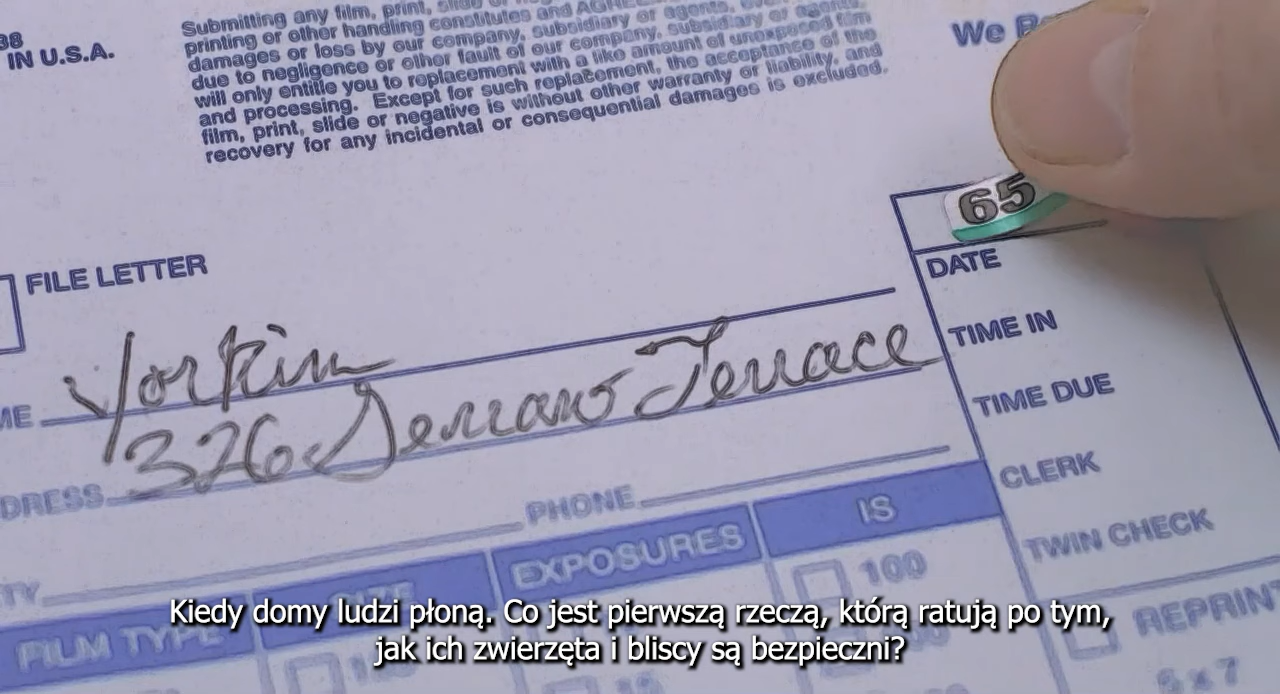 38
IN U.S.A.
Submitting any film, print, slide or
printing or other handling constitutes and
damages or loss by our company, subsidiary or agents,
due to negligence or other fault of our company, subsidiary or agents,
will only entitle you to replacement with a like amount of unexposed film
and processing. Except for such replacement, the acceptance of the
film, print, slide or negative is without other warranty or liability, and
recovery for any incidental or consequential damages is excluded.
We
65
FILE LETTER
DATE
TIME IN
TIME DUE
CLERK
TWIN CHECK
REPRINT
5 x 7
ME Yorkin
DRESS 326 Serrano Terrace
TY
PHONE
FILM TYPE
SIZE
EXPOSURES
IS
100
Kiedy domy ludzi płoną. Co jest pierwszą rzeczą, którą ratują po tym,
jak ich zwierzęta i bliscy są bezpieczni?